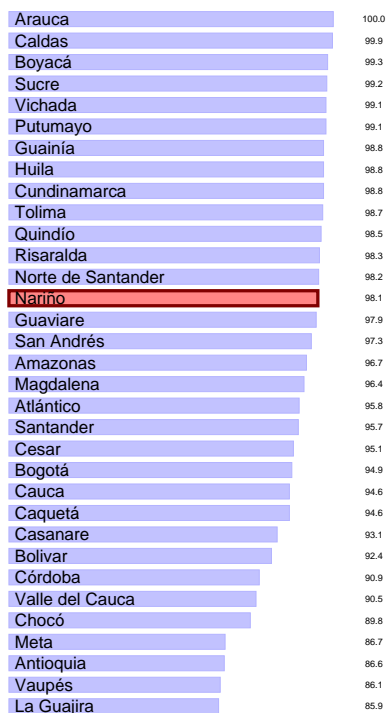 Arauca 100.0
Caldas 99.9
Boyacá 99.3
Sucre 99.2
Vichada 99.1
Putumayo 99.1
Guainía 98.8
Huila 98.8
Cundinamarca 98.8
Tolima 98.7
Quindío 98.5
Risaralda 98.3
Norte de Santander 98.2
Nariño 98.1
Guaviare 97.9
San Andrés 97.3
Amazonas 96.7
Magdalena 96.4
Atlántico 95.8
Santander 95.7
Cesar 95.1
Bogotá 94.9
Cauca 94.6
Caquetá 94.6
Casanare 93.1
Bolivar 92.4
Córdoba 90.9
Valle del Cauca 90.5
Chocó 89.8
Meta 86.7
Antioquia 86.6
Vaupés 86.1
La Guajira 85.9